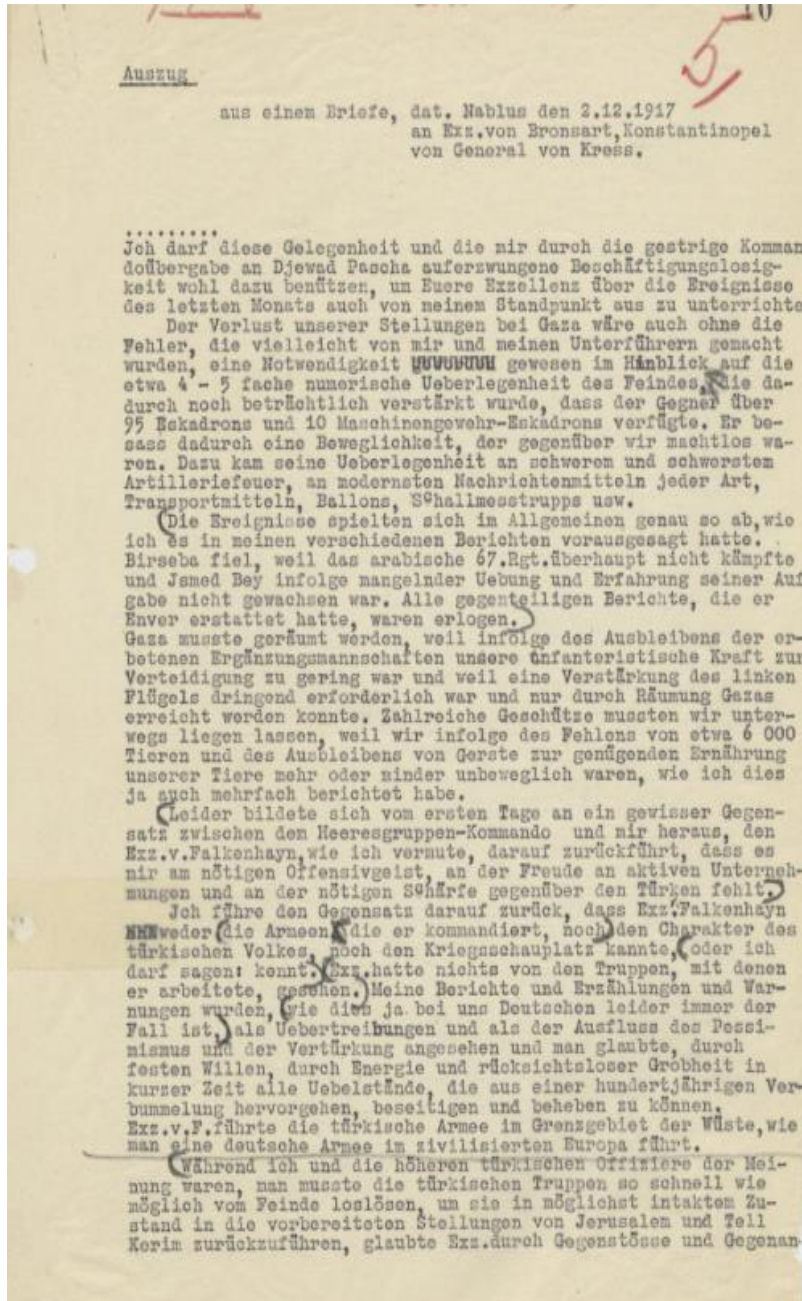 10
5
Auszug
aus einem Briefe, dat. Nablus den 2.12.1917
an Exz.von Bronsart,Konstantinopel
von General von Kress.
.........
Jch darf diese Gelegenheit und die mir durch die gestrige Komman
doübergabe an Djewad Pascha auferzwungene Beschäftigungslosig-
keit wohl dazu benützen, um Euere Exzellenz über die Ereignisse
des letzten Monats auch von meinem Standpunkt aus zu unterrichte
Der Verlust unserer Stellungen bei Gaza wäre auch ohne die
Fehler, die vielleicht von mir und meinen Unterführern gemacht
wurden, eine Notwendigkeit gewesen im Hinblick auf die
etwa 4 - 5 fache numerische Ueberlegenheit des Feindes, die da-
durch noch beträchtlich verstärkt wurde, dass der Gegner über
95 Eskadrons und 10 Maschinengewehr-Eskadrons verfügte. Er be-
sass dadurch eine Beweglichkeit, der gegenüber wir machtlos wa-
ren. Dazu kam seine Ueberlegenheit an schwerem und schwerstem
Artilleriefeuer, an modernsten Nachrichtenmitteln jeder Art,
Transportmitteln, Ballons, Schallmesstrupps usw.
(Die Ereignisse spielten sich im Allgemeinen genau so ab,wie
ich es in meinen verschiedenen Berichten vorausgesagt hatte.
Birseba fiel, weil das arabische 67.Rgt.überhaupt nicht kämpfte
und Jsmed Bey infolge mangelnder Uebung und Erfahrung seiner Auf
gabe nicht gewachsen war. Alle gegenteiligen Berichte, die er
Enver erstattet hatte, waren erlogen.)
Gaza musste geräumt werden, weil infolge des Ausbleibens der er-
betenen Ergänzungsmannschaften unsere infanteristische Kraft zur
Verteidigung zu gering war und weil eine Verstärkung des linken
Flügels dringend erforderlich war und nur durch Räumung Gazas
erreicht werden konnte. Zahlreiche Geschütze mussten wir unter-
wegs liegen lassen, weil wir infolge des Fehlens von etwa 6 000
Tieren und des Ausbleibens von Gerste zur genügenden Ernährung
unserer Tiere mehr oder minder unbeweglich waren, wie ich dies
ja auch mehrfach berichtet habe.
(Leider bildete sich vom ersten Tage an ein gewisser Gegen-
satz zwischen dem Heeresgruppen-Kommando und mir heraus, den
Exz.v.Falkenhayn,wie ich vermute, darauf zurückführt, dass es
mir am nötigen Offensivgeist, an der Freude an aktiven Unterneh-
mungen und an der nötigen Schärfe gegenüber den Türken fehlt.)
Jch führe den Gegensatz darauf zurück, dass Exz.Falkenhayn
weder (die Armeen, die er kommandiert, noch) den Charakter des
türkischen Volkes, noch den Kriegsschauplatz kannte, (oder ich
darf sagen: kennt.) (Exz.hatte nichts von den Truppen, mit denen
er arbeitete, gesehen.) Meine Berichte und Erzählungen und War-
nungen wurden, (wie dies ja bei uns Deutschen leider immer der
Fall ist,) als Uebertreibungen und als der Ausfluss des Pessi-
mismus und der Vertürkung angesehen und man glaubte, durch
festen Willen, durch Energie und rücksichtsloser Grobheit in
kurzer Zeit alle Uebelstände, die aus einer hundertjährigen Ver-
bummelung hervorgehen, beseitigen und beheben zu können.
Exz.v.F.führte die türkische Armee im Grenzgebiet der Wüste,wie
man eine deutsche Armee im zivilisierten Europa führt.
(Während ich und die höheren türkischen Offiziere der Mei-
nung waren, man musste die türkischen Truppen so schnell wie
möglich vom Feinde loslösen, um sie in möglichst intaktem Zu-
stand in die vorbereiteten Stellungen von Jerusalem und Tell
Kerim zurückzuführen, glaubte Exz.durch Gegenstösse und Gegenan-